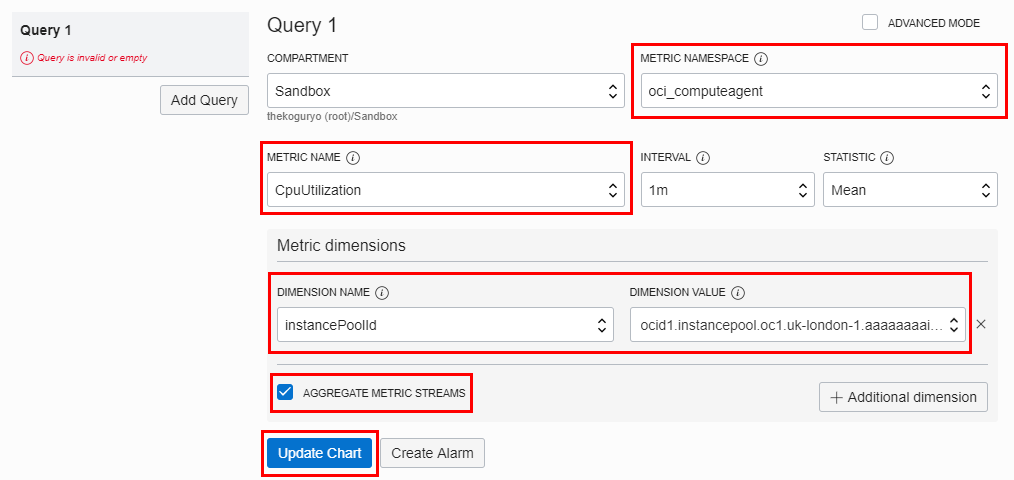 Query 1
Query is invalid or empty
Add Query
Query 1
ADVANCED MODE
COMPARTMENT
Sandbox
thekoguryo (root)/Sandbox
METRIC NAMESPACE
oci_computeagent
METRIC NAME
CpuUtilization
INTERVAL
1m
STATISTIC
Mean
Metric dimensions
DIMENSION NAME
instancePoolId
DIMENSION VALUE
ocid1.instancepool.oc1.uk-london-1.aaaaaaaai...
AGGREGATE METRIC STREAMS
Additional dimension
Update Chart
Create Alarm